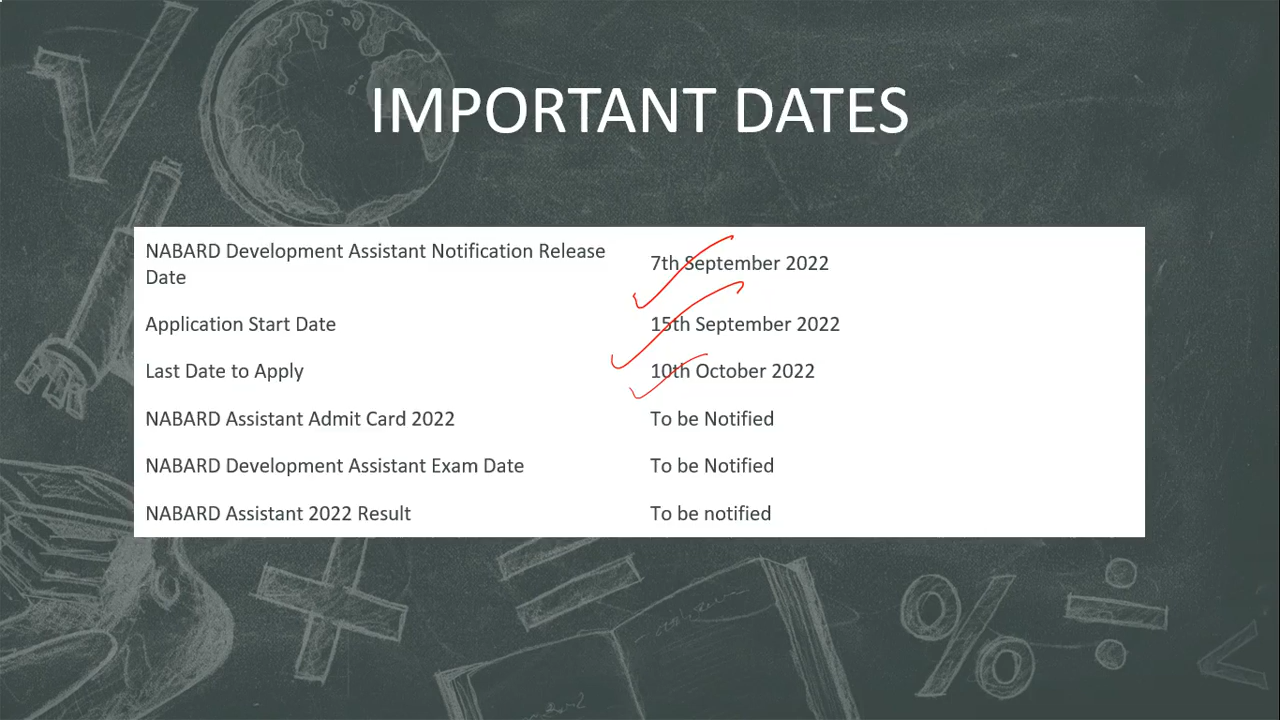 IMPORTANT DATES
NABARD Development Assistant Notification Release
Date
7th September 2022
Application Start Date 15th September 2022
Last Date to Apply 10th October 2022
NABARD Assistant Admit Card 2022 To be Notified
NABARD Development Assistant Exam Date To be Notified
NABARD Assistant 2022 Result To be notified